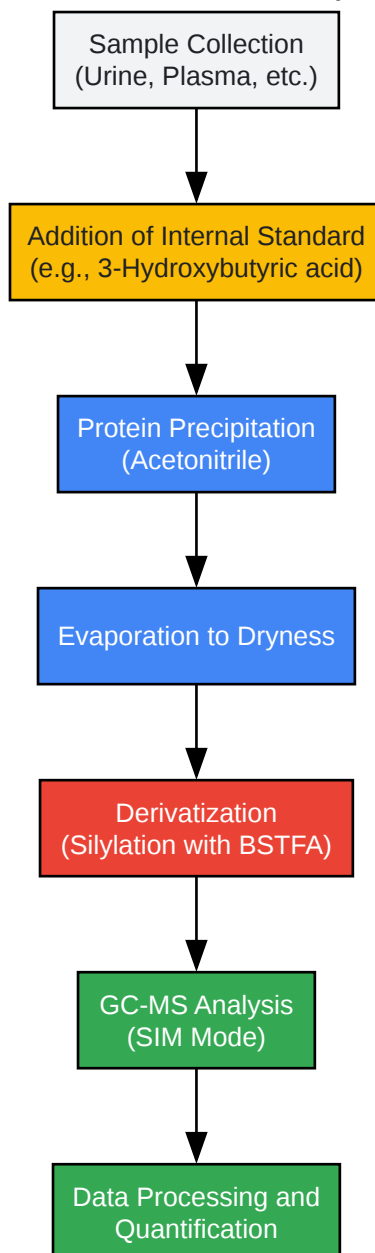 Sample Collection
(Urine, Plasma, etc.)
Addition of Internal Standard
(e.g., 3-Hydroxybutyric acid)
Protein Precipitation
(Acetonitrile)
Evaporation to Dryness
Derivatization
(Silylation with BSTFA)
GC-MS Analysis
(SIM Mode)
Data Processing and
Quantification